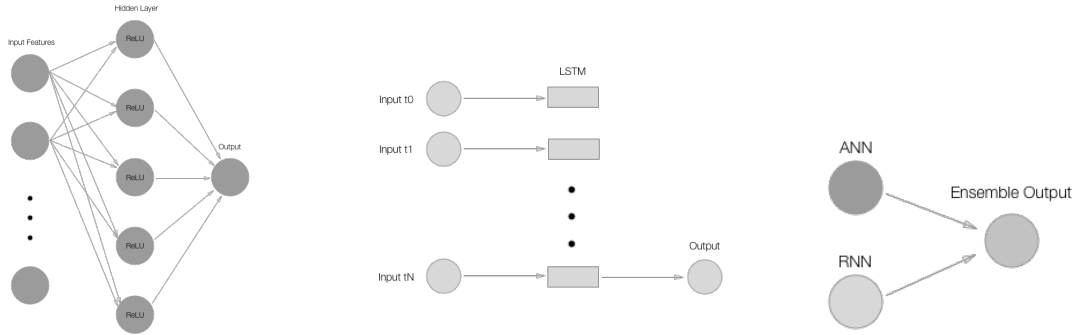 Hidden Layer
Input Features
ReLU
ReLU
ReLU
ReLU
ReLU
Output
LSTM
Input t0
Input t1
Input tN
Output
ANN
RNN
Ensemble Output